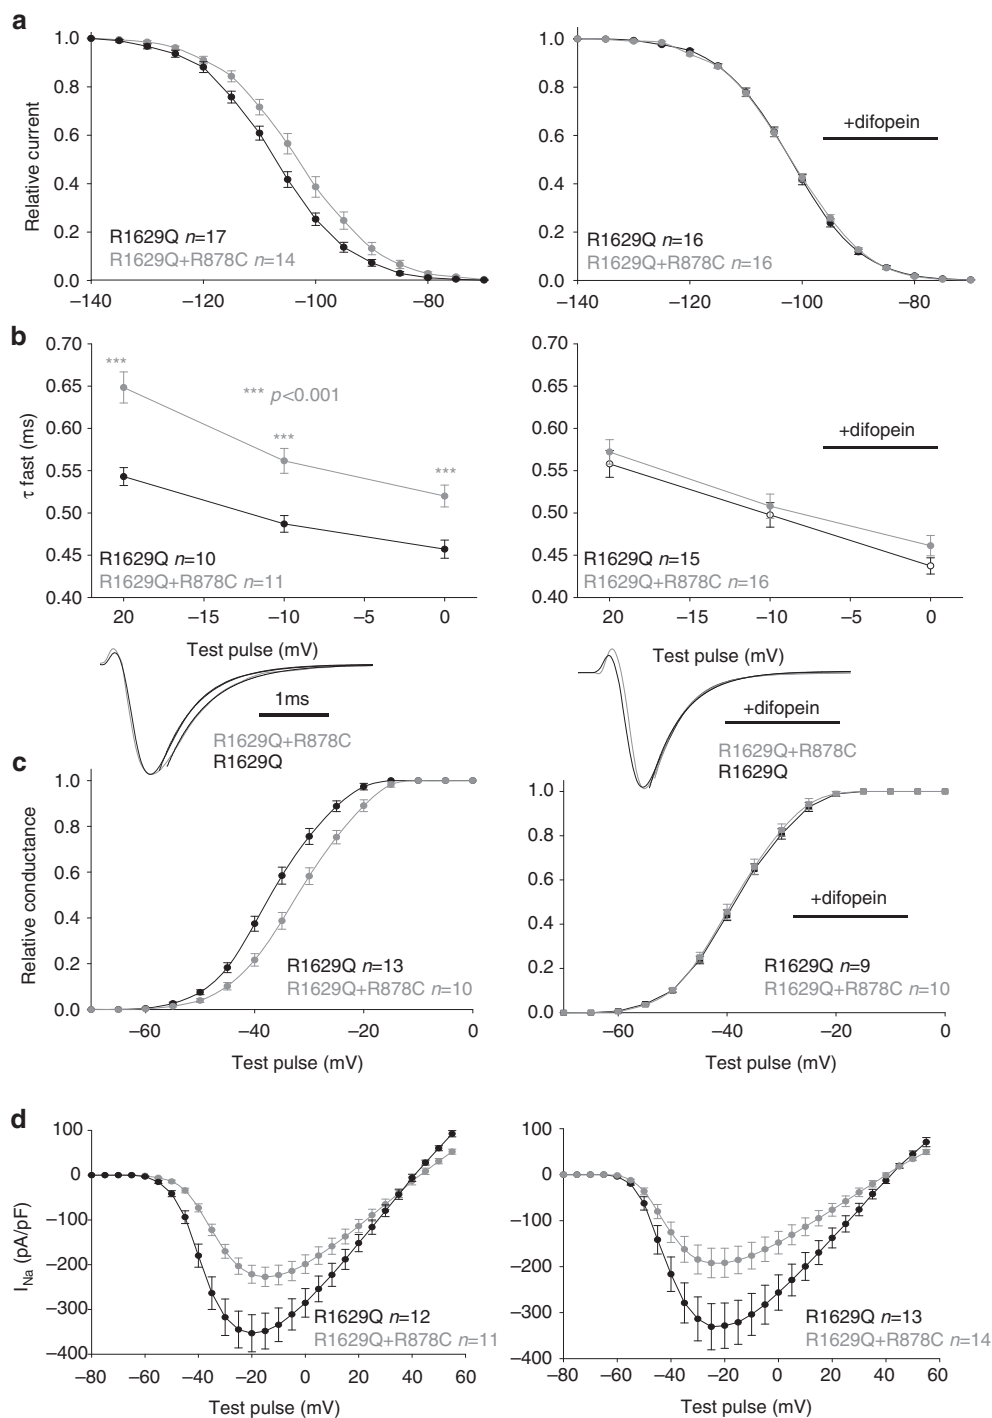 a
1.0
0.8
0.6
0.4
0.2
0.0
Relative current
R1629Q n=17
R1629Q+R878C n=14
−140
−120
−100
−80
+difopein
1.0
0.8
0.6
0.4
0.2
0.0
R1629Q n=16
R1629Q+R878C n=16
−140
−120
−100
−80
b
0.70
0.65
0.60
0.55
0.50
0.45
0.40
τ fast (ms)
***
*** p<0.001
***
***
R1629Q n=10
R1629Q+R878C n=11
20
−15
−10
−5
0
Test pulse (mV)
0.70
0.65
0.60
0.55
0.50
0.45
0.40
+difopein
R1629Q n=15
R1629Q+R878C n=16
20
−15
−10
−5
0
Test pulse (mV)
1ms
R1629Q+R878C
R1629Q
+difopein
R1629Q+R878C
R1629Q
c
1.0
0.8
0.6
0.4
0.2
0.0
Relative conductance
R1629Q n=13
R1629Q+R878C n=10
−60
−40
−20
0
Test pulse (mV)
1.0
0.8
0.6
0.4
0.2
0.0
+difopein
R1629Q n=9
R1629Q+R878C n=10
−60
−40
−20
0
Test pulse (mV)
d
100
0
−100
−200
−300
−400
INa (pA/pF)
R1629Q n=12
R1629Q+R878C n=11
−80
−60
−40
−20
0
20
40
60
Test pulse (mV)
100
0
−100
−200
−300
−400
R1629Q n=13
R1629Q+R878C n=14
−80
−60
−40
−20
0
20
40
60
Test pulse (mV)